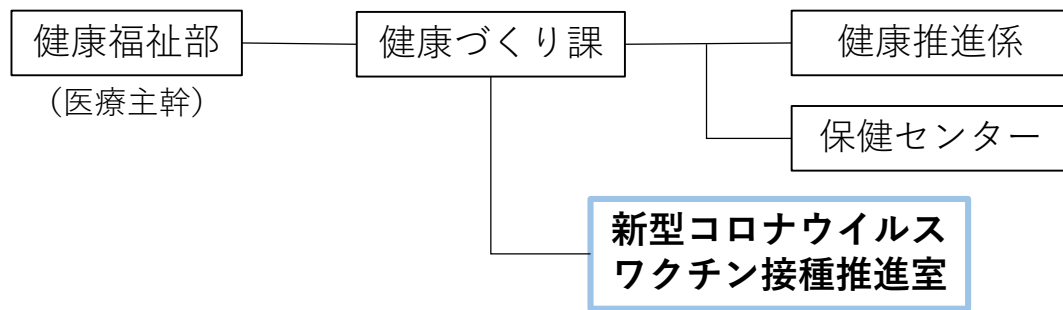 健康福祉部
（医療主幹）
健康づくり課
健康推進係
保健センター
新型コロナウイルス
ワクチン接種推進室